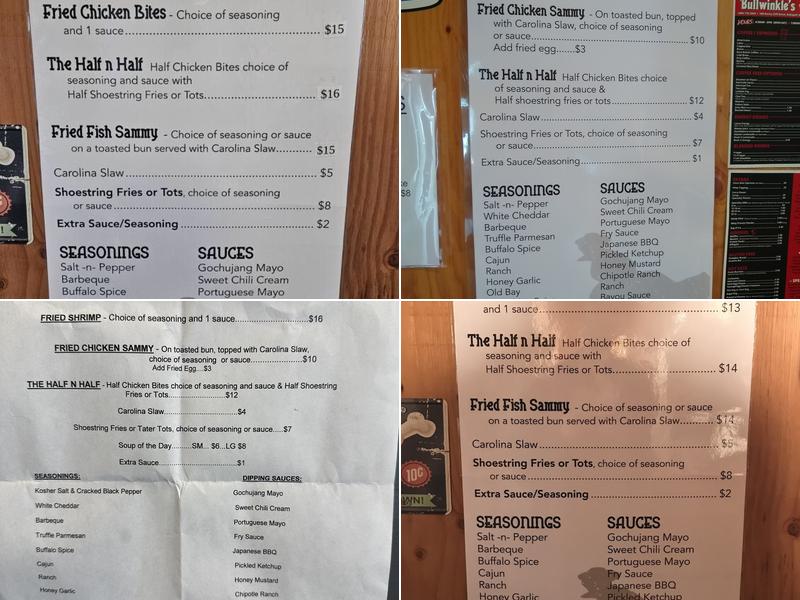 Fried Chicken Bites - Choice of seasoning
and 1 sauce..........$15
The Half n Half Half Chicken Bites choice of
seasoning and sauce with
Half Shoestring Fries or Tots..........$16
Fried Fish Sammy - Choice of seasoning or sauce
on a toasted bun served with Carolina Slaw..........$15
Carolina Slaw..........$5
Shoestring Fries or Tots, choice of seasoning
or sauce..........$8
Extra Sauce/Seasoning..........$2
SEASONINGS
Salt -n- Pepper
Barbeque
Buffalo Spice
SAUCES
Gochujang Mayo
Sweet Chili Cream
Portuguese Mayo
Fried Chicken Sammy - On toasted bun, topped
with Carolina Slaw, choice of seasoning
or sauce..........$10
Add fried egg.......$3
The Half n Half Half Chicken Bites choice
of seasoning and sauce &
Half shoestring fries or tots..........$12
Carolina Slaw..........$4
Shoestring Fries or Tots, choice of seasoning
or sauce..........$7
Extra Sauce/Seasoning..........$1
SEASONINGS
Salt -n- Pepper
White Cheddar
Barbeque
Truffle Parmesan
Buffalo Spice
Cajun
Ranch
Honey Garlic
Old Bay
SAUCES
Gochujang Mayo
Sweet Chili Cream
Portuguese Mayo
Fry Sauce
Japanese BBQ
Pickled Ketchup
Honey Mustard
Chipotle Ranch
Ranch
Bayou Sauce
$8
Bullwinkle's
FRIED SHRIMP - Choice of seasoning and 1 sauce..........$16
FRIED CHICKEN SAMMY - On toasted bun, topped with Carolina Slaw,
choice of seasoning or sauce..........$10
Add Fried Egg....$3
THE HALF N HALF - Half Chicken Bites choice of seasoning and sauce & Half Shoestring
Fries or Tots..........$12
Carolina Slaw..........$4
Shoestring Fries or Tater Tots, choice of seasoning or sauce.....$7
Soup of the Day.........SM... $6...LG $8
Extra Sauce..........$1
SEASONINGS:
Kosher Salt & Cracked Black Pepper
White Cheddar
Barbeque
Truffle Parmesan
Buffalo Spice
Cajun
Ranch
Honey Garlic
DIPPING SAUCES:
Gochujang Mayo
Sweet Chili Cream
Portuguese Mayo
Fry Sauce
Japanese BBQ
Pickled Ketchup
Honey Mustard
Chipotle Ranch
and 1 sauce..........$13
The Half n Half Half Chicken Bites choice of
seasoning and sauce with
Half Shoestring Fries or Tots..........$14
Fried Fish Sammy - Choice of seasoning or sauce
on a toasted bun served with Carolina Slaw..........$14
Carolina Slaw..........$5
Shoestring Fries or Tots, choice of seasoning
or sauce..........$8
Extra Sauce/Seasoning..........$2
SEASONINGS
Salt -n- Pepper
Barbeque
Buffalo Spice
Cajun
Ranch
Honey Garlic
SAUCES
Gochujang Mayo
Sweet Chili Cream
Portuguese Mayo
Fry Sauce
Japanese BBQ
Pickled Ketchup
10¢